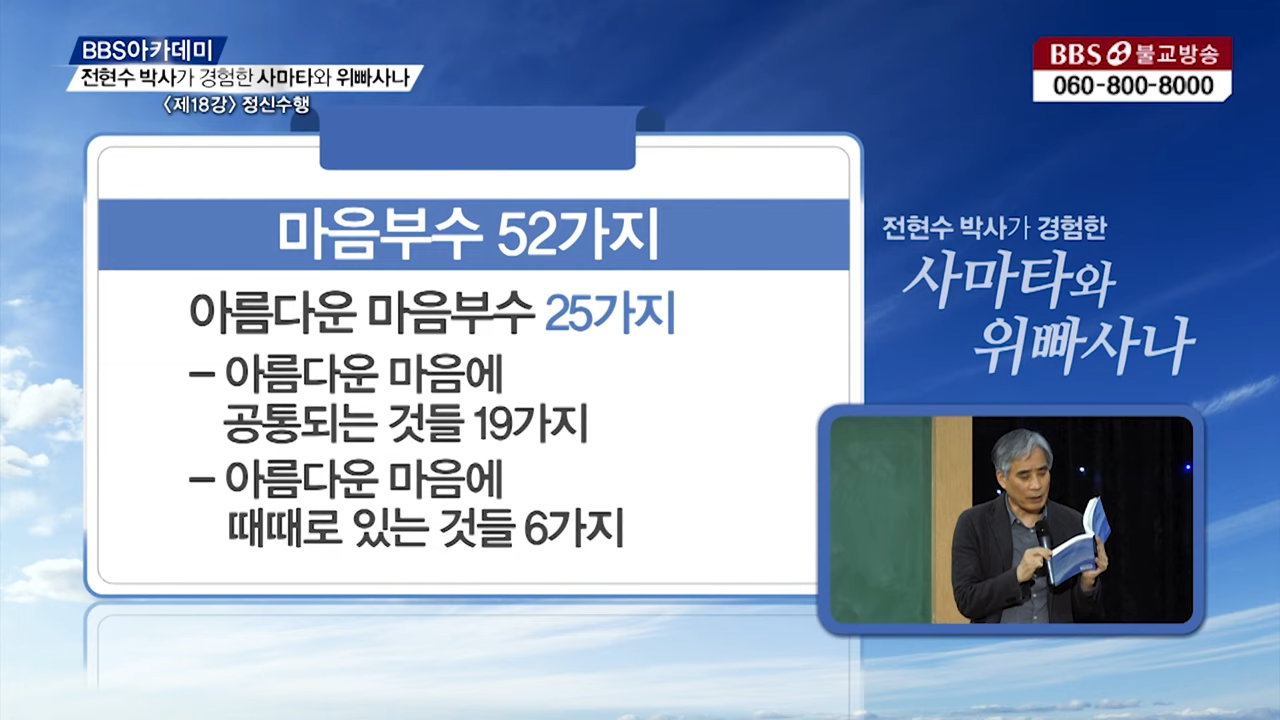 BBS아카데미
전현수 박사가 경험한 사마타와 위빠사나
〈제18강〉 정신수행
BBS 불교방송
060-800-8000
마음부수 52가지
아름다운 마음부수 25가지
– 아름다운 마음에
공통되는 것들 19가지
– 아름다운 마음에
때때로 있는 것들 6가지
전현수 박사가 경험한
사마타와
위빠사나